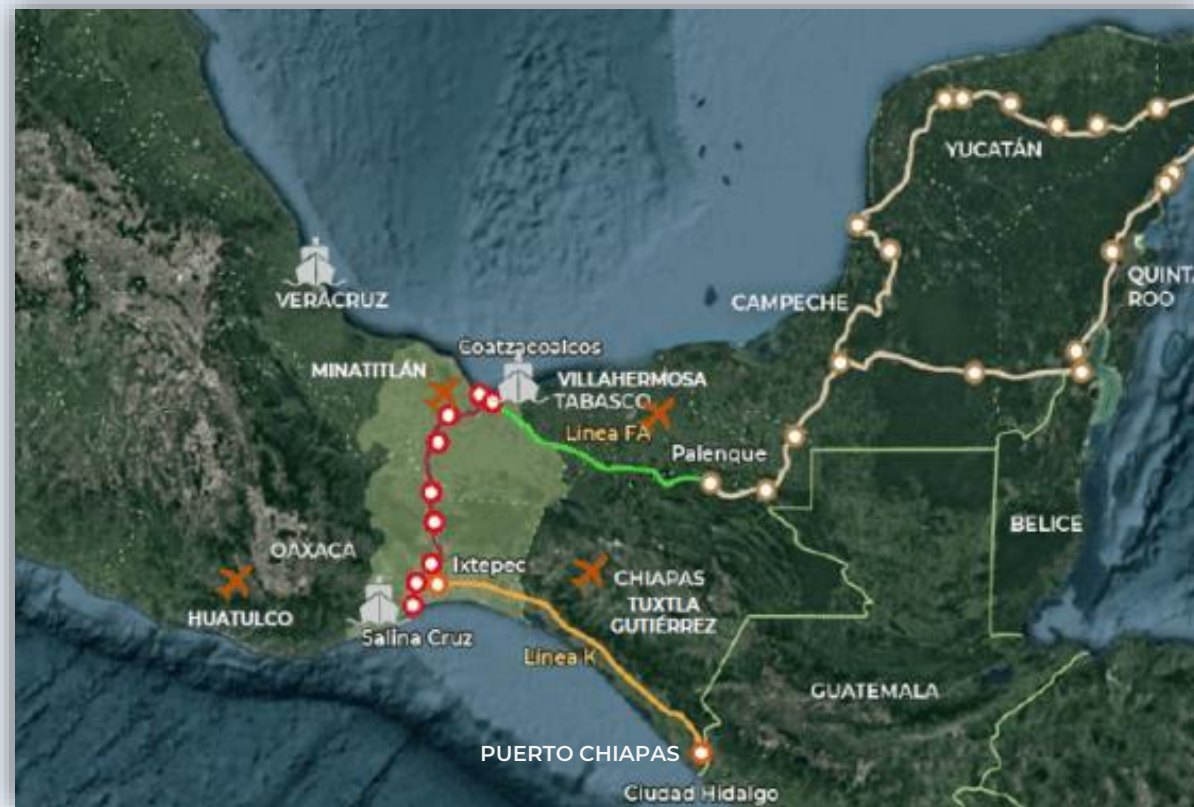 YUCATÁN
QUINTA
ROO
VERACRUZ
CAMPECHE
Coatzacoalcos
MINATITLÁN
VILLAHERMOSA
TABASCO
Línea FA
Palenque
BELICE
OAXACA
Ixtepec
CHIAPAS
TUXTLA
GUTIÉRREZ
HUATULCO
Salina Cruz
Línea K
GUATEMALA
PUERTO CHIAPAS
Ciudad Hidalgo